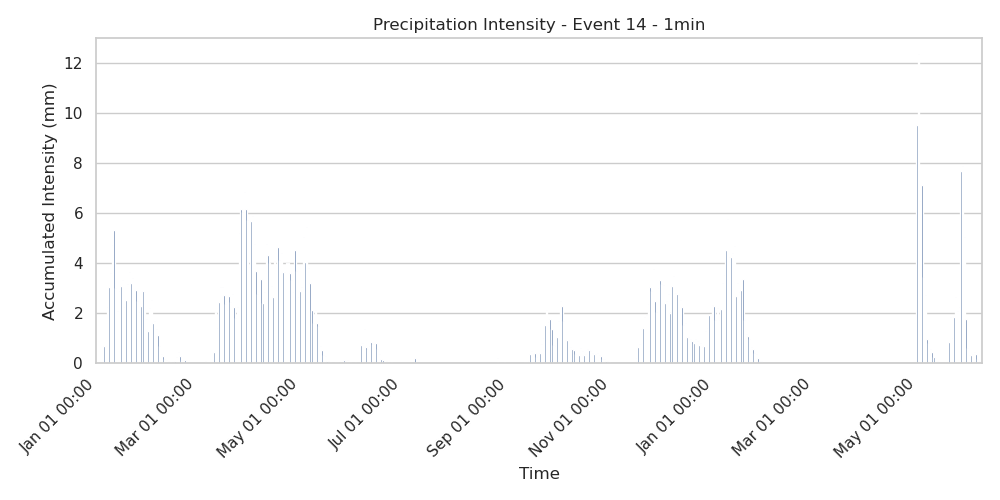 Precipitation Intensity - Event 14 - 1min
Accumulated Intensity (mm)
12
10
8
6
4
2
0
Jan 01 00:00
Mar 01 00:00
May 01 00:00
Jul 01 00:00
Sep 01 00:00
Nov 01 00:00
Jan 01 00:00
Mar 01 00:00
May 01 00:00
Time